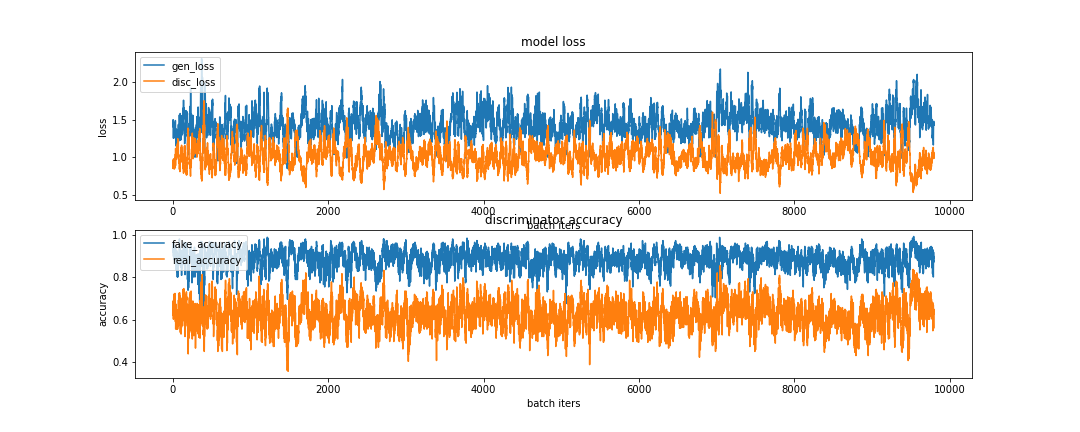 model loss
gen_loss
disc_loss
2.0
1.5
1.0
0.5
loss
0
2000
4000
6000
8000
10000
batch iters
discriminator accuracy
fake_accuracy
real_accuracy
1.0
0.8
0.6
0.4
accuracy
0
2000
4000
6000
8000
10000
batch iters